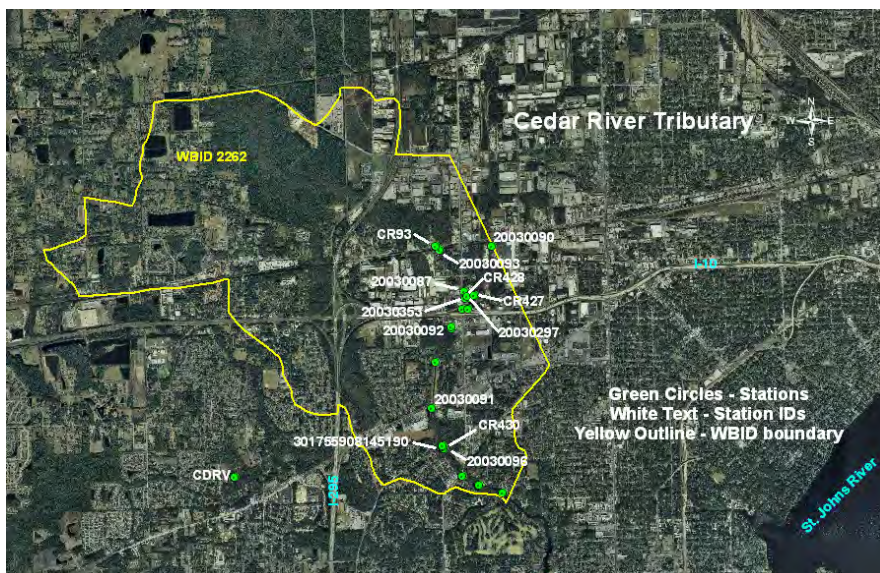 Cedar River Tributary
N
W E
S
WBID 2262
CR93
20030090
20030093
20030087
CR428
I-10
CR427
20030353
20030297
20030092
Green Circles - Stations
White Text - Station IDs
Yellow Outline - WBID boundary
20030091
CR430
301755908145190
20030096
CDRV
I-295
St. Johns River